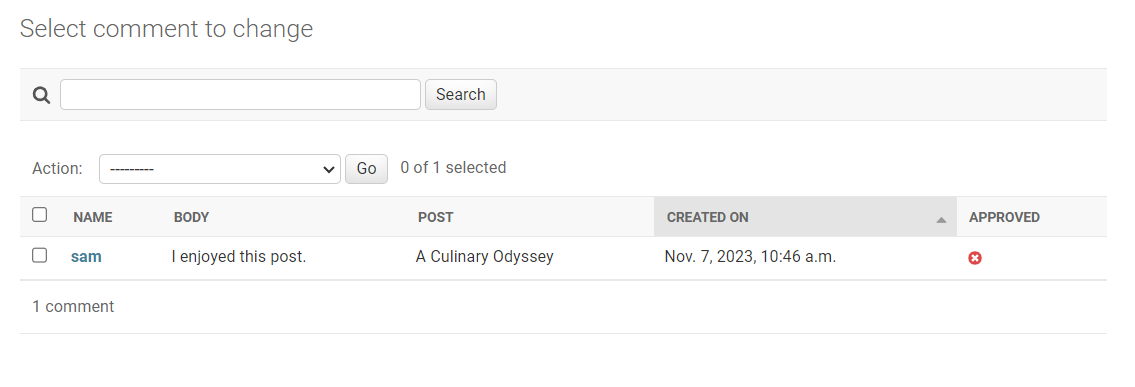 Select comment to change
Search
Action: --------- Go 0 of 1 selected
NAME BODY POST CREATED ON APPROVED
sam I enjoyed this post. A Culinary Odyssey Nov. 7, 2023, 10:46 a.m.
1 comment